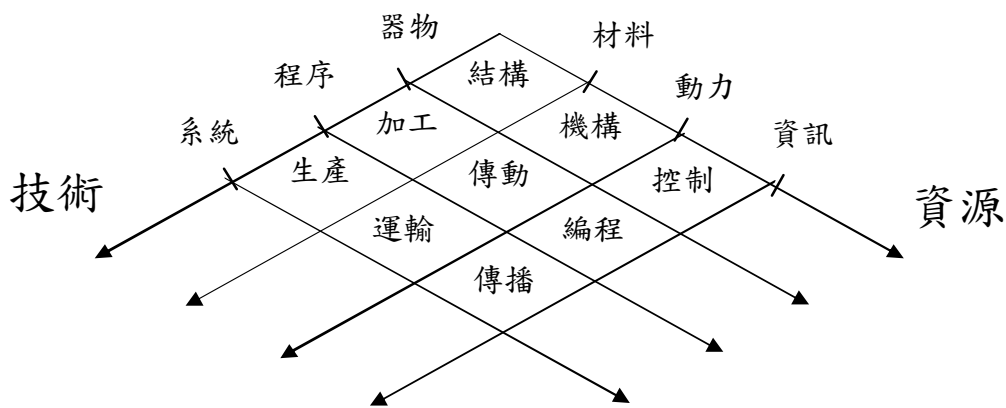 器物
材料
程序
結構
動力
系統
加工
機構
資訊
技術
生產
傳動
控制
資源
運輸
編程
傳播